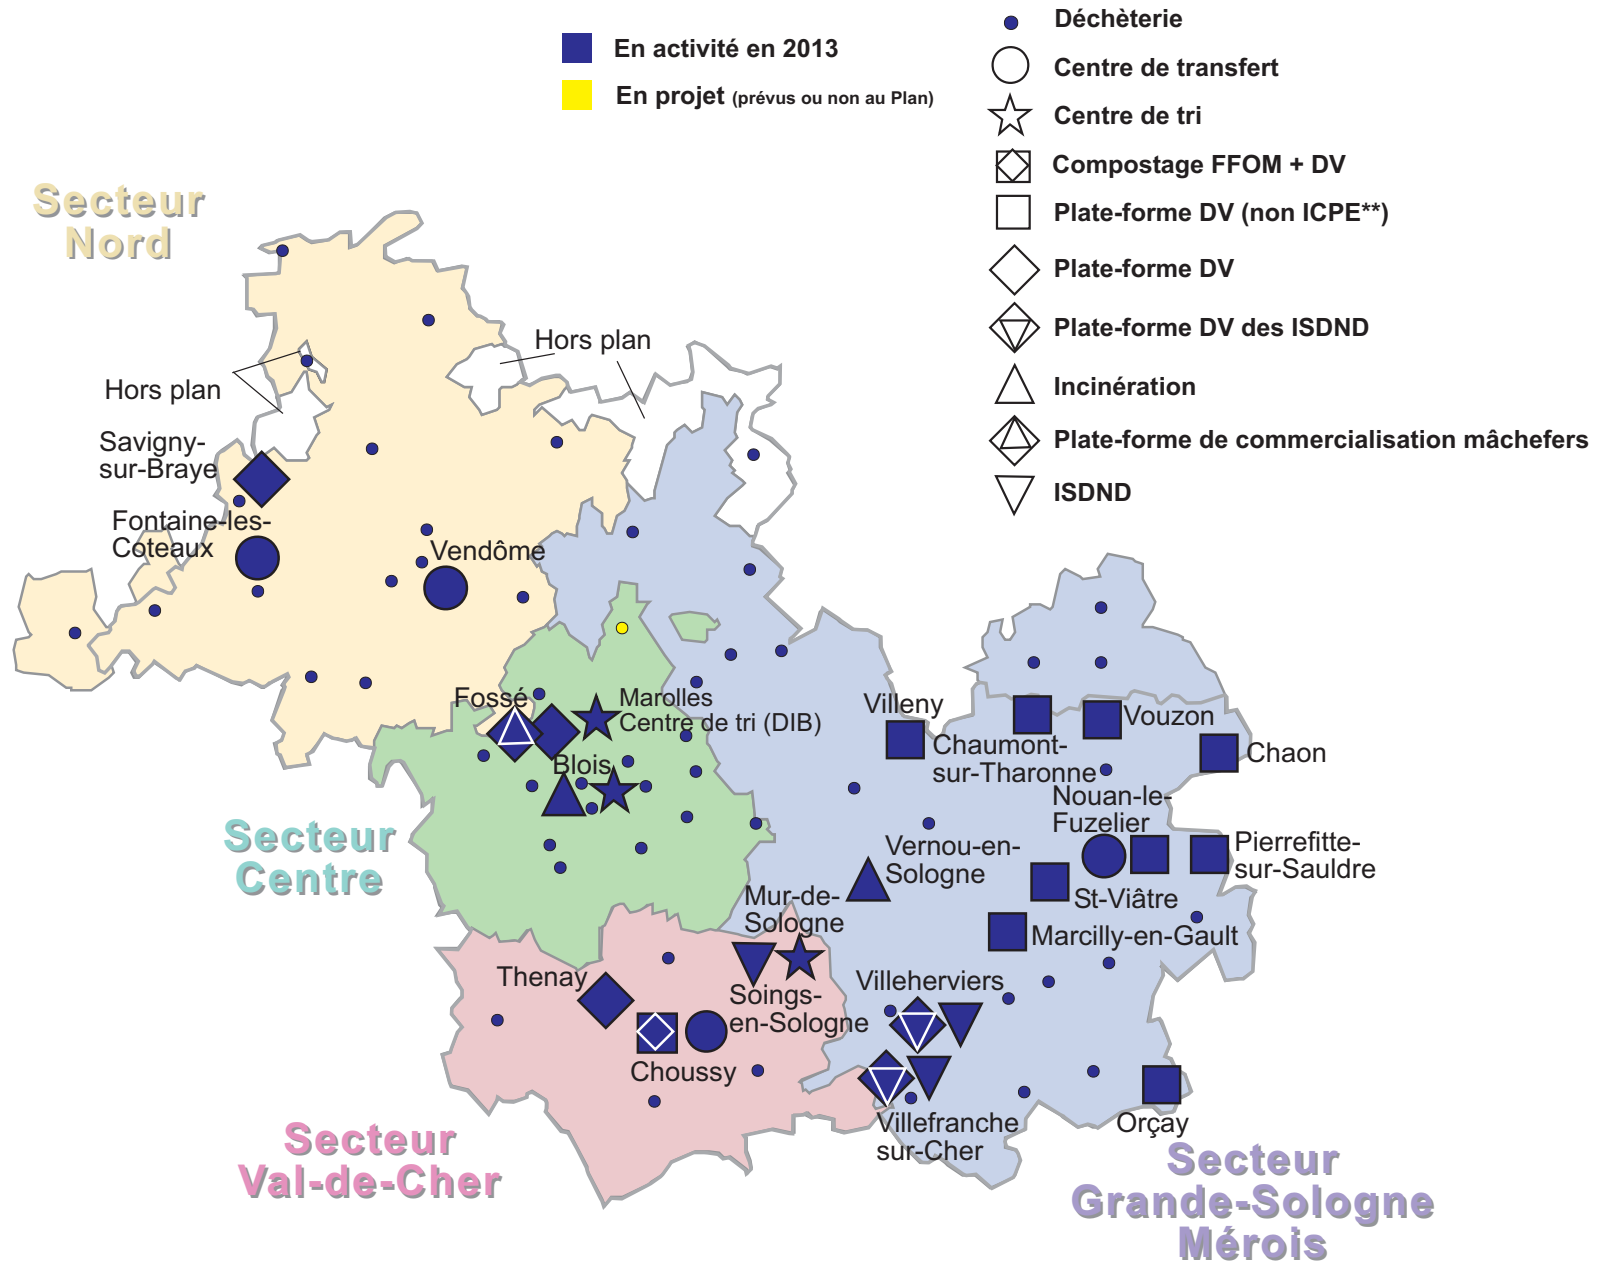 En activité en 2013
En projet (prévus ou non au Plan)
Déchèterie
Centre de transfert
Centre de tri
Compostage FFOM + DV
Plate-forme DV (non ICPE**)
Plate-forme DV
Plate-forme DV des ISDND
Incinération
Plate-forme de commercialisation mâchefers
ISDND
Secteur
Nord
Hors plan
Hors plan
Savigny-
sur-Braye
Fontaine-les-
Coteaux
Vendôme
Fossé
Marolles
Centre de tri (DIB)
Blois
Secteur
Centre
Villeny
Chaumont-
sur-Tharonne
Vouzon
Chaon
Nouan-le-
Fuzelier
Pierrefitte-
sur-Sauldre
Vernou-en-
Sologne
St-Viâtre
Mur-de-
Sologne
Marcilly-en-Gault
Thenay
Soings-
en-Sologne
Villeherviers
Choussy
Villefranche
sur-Cher
Orçay
Secteur
Val-de-Cher
Secteur
Grande-Sologne
Mérois